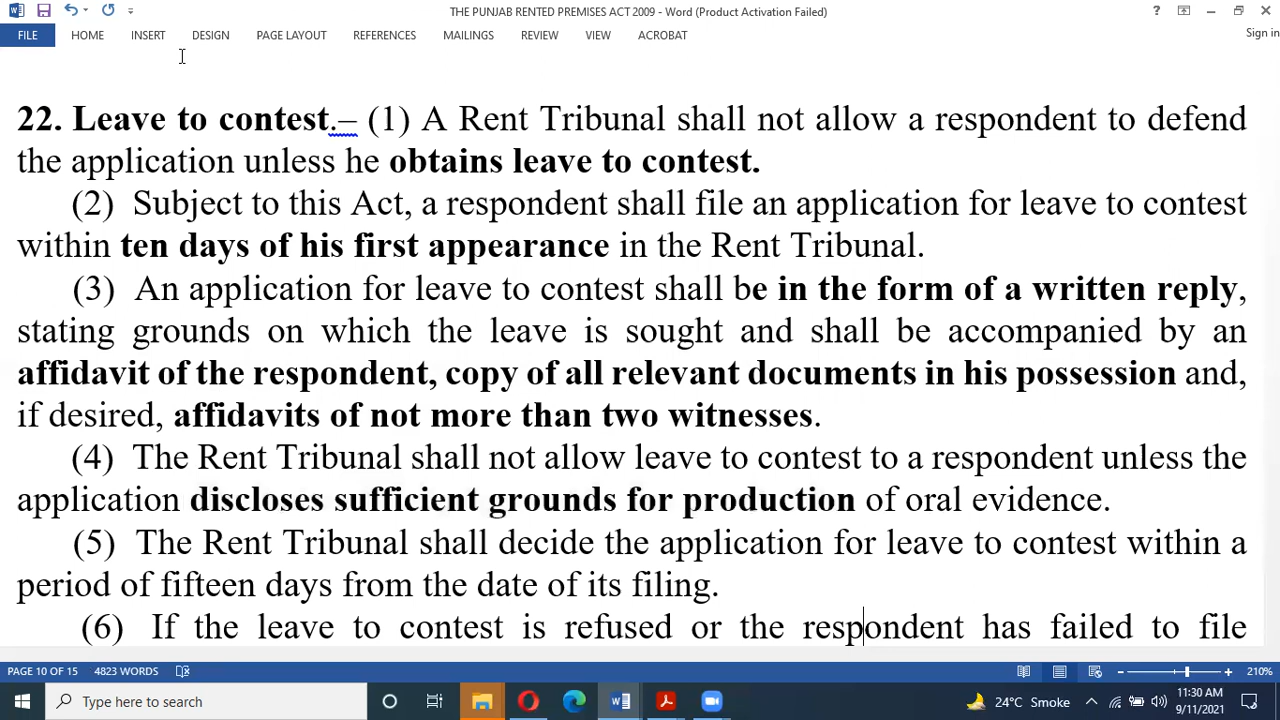 THE PUNJAB RENTED PREMISES ACT 2009 - Word (Product Activation Failed)
?
FILE HOME INSERT DESIGN PAGE LAYOUT REFERENCES MAILINGS REVIEW VIEW ACROBAT Sign in
22. Leave to contest.– (1) A Rent Tribunal shall not allow a respondent to defend
the application unless he obtains leave to contest.
(2) Subject to this Act, a respondent shall file an application for leave to contest
within ten days of his first appearance in the Rent Tribunal.
(3) An application for leave to contest shall be in the form of a written reply,
stating grounds on which the leave is sought and shall be accompanied by an
affidavit of the respondent, copy of all relevant documents in his possession and,
if desired, affidavits of not more than two witnesses.
(4) The Rent Tribunal shall not allow leave to contest to a respondent unless the
application discloses sufficient grounds for production of oral evidence.
(5) The Rent Tribunal shall decide the application for leave to contest within a
period of fifteen days from the date of its filing.
(6) If the leave to contest is refused or the respondent has failed to file
PAGE 10 OF 15 4823 WORDS 210%
Type here to search 24°C Smoke 11:30 AM
9/11/2021